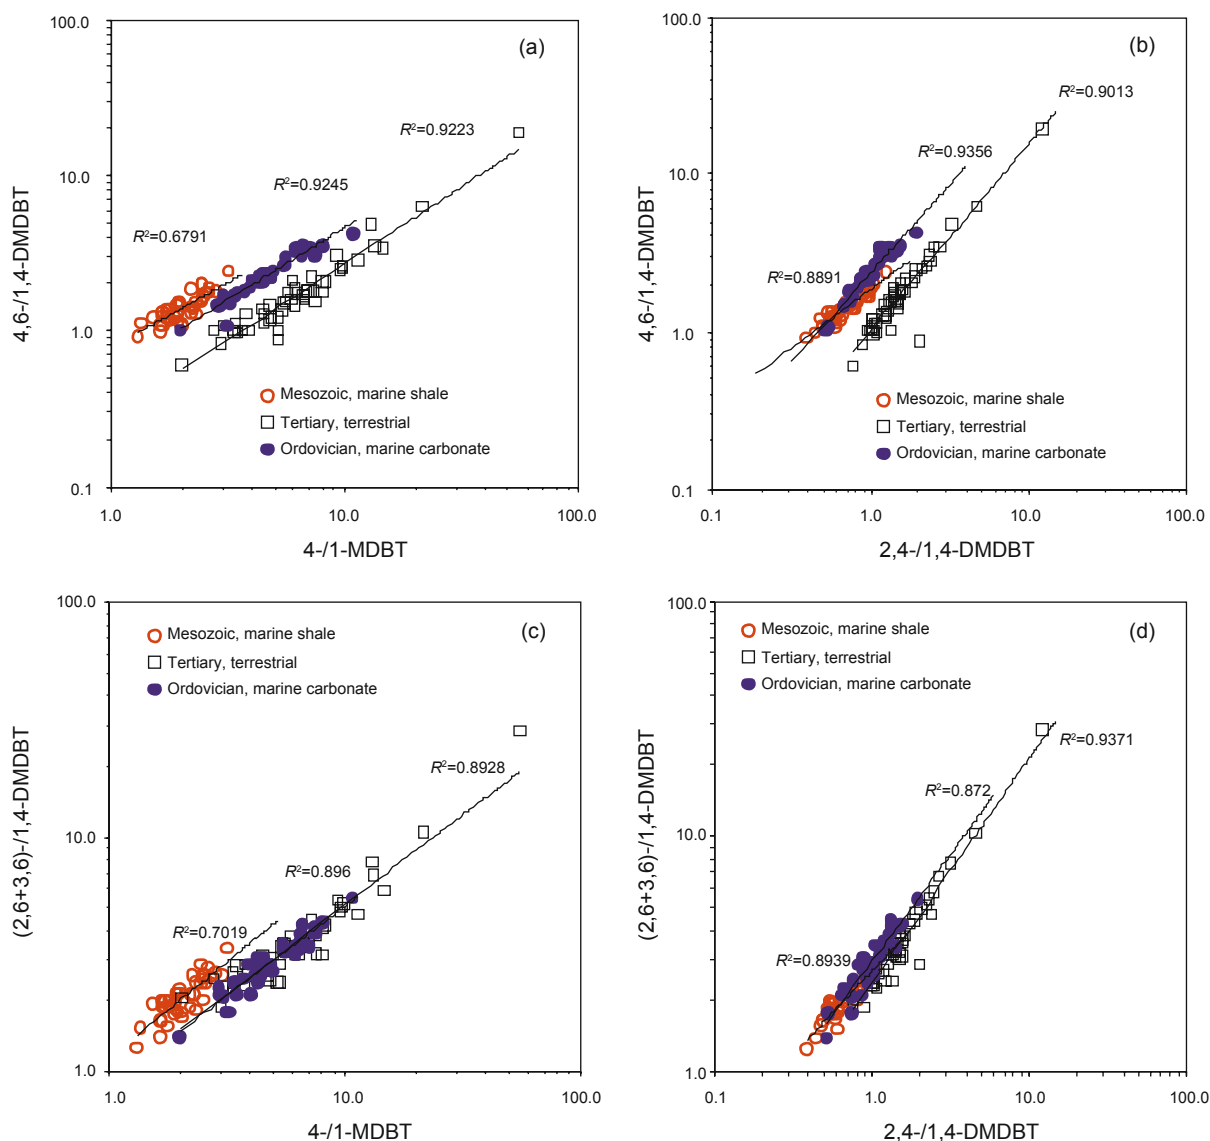 100.0
(a)
R²=0.9223
R²=0.9245
10.0
R²=0.6791
4,6-/1,4-DMDBT
1.0
Mesozoic, marine shale
Tertiary, terrestrial
Ordovician, marine carbonate
0.1
1.0
10.0
100.0
4-/1-MDBT
100.0
(b)
R²=0.9013
R²=0.9356
10.0
4,6-/1,4-DMDBT
R²=0.8891
1.0
Mesozoic, marine shale
Tertiary, terrestrial
Ordovician, marine carbonate
0.1
0.1
1.0
10.0
100.0
2,4-/1,4-DMDBT
100.0
Mesozoic, marine shale
(c)
Tertiary, terrestrial
Ordovician, marine carbonate
R²=0.8928
10.0
(2,6+3,6)-/1,4-DMDBT
R²=0.896
R²=0.7019
1.0
1.0
10.0
100.0
4-/1-MDBT
100.0
Mesozoic, marine shale
(d)
Tertiary, terrestrial
Ordovician, marine carbonate
R²=0.9371
R²=0.872
10.0
(2,6+3,6)-/1,4-DMDBT
R²=0.8939
1.0
0.1
1.0
10.0
100.0
2,4-/1,4-DMDBT